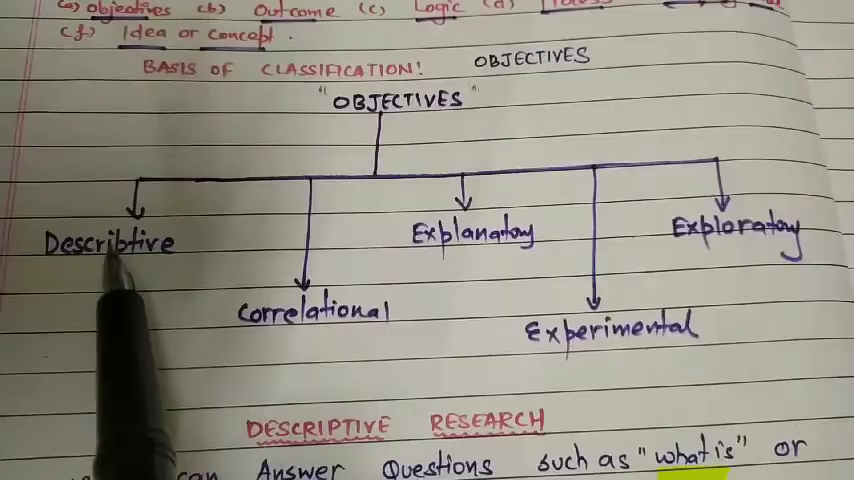 (a) objectives (b) Outcome (c) Logic (d)
(f) Idea or concept.
BASIS OF CLASSIFICATION! OBJECTIVES
"OBJECTIVES"
Descriptive Explanatory Exploratory
Correlational Experimental
DESCRIPTIVE RESEARCH
can Answer Questions such as "what is" or